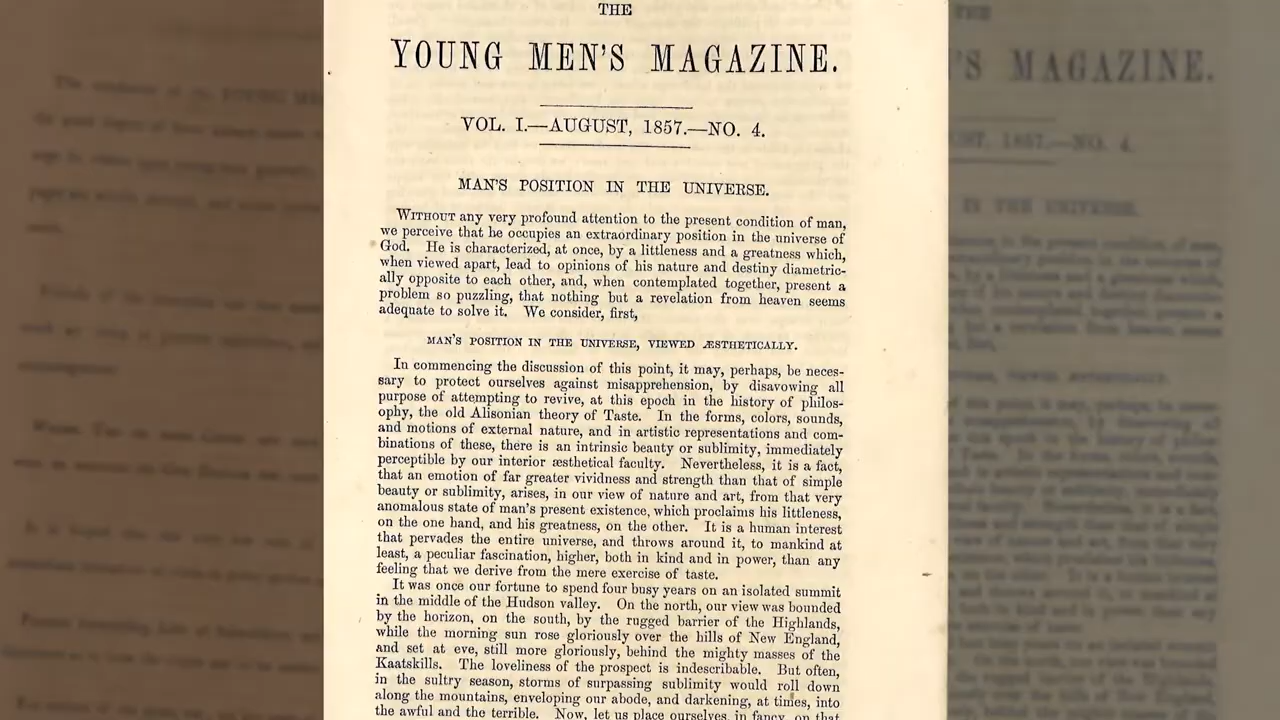 THE
YOUNG MEN'S MAGAZINE.
VOL. I.—AUGUST, 1857.—NO. 4.
MAN'S POSITION IN THE UNIVERSE.
WITHOUT any very profound attention to the present condition of man,
we perceive that he occupies an extraordinary position in the universe of
God. He is characterized, at once, by a littleness and a greatness which,
when viewed apart, lead to opinions of his nature and destiny diametric-
ally opposite to each other, and, when contemplated together, present a
problem so puzzling, that nothing but a revelation from heaven seems
adequate to solve it. We consider, first,
MAN'S POSITION IN THE UNIVERSE, VIEWED ÆSTHETICALLY.
In commencing the discussion of this point, it may, perhaps, be neces-
sary to protect ourselves against misapprehension, by disavowing all
purpose of attempting to revive, at this epoch in the history of philos-
ophy, the old Alisonian theory of Taste. In the forms, colors, sounds,
and motions of external nature, and in artistic representations and com-
binations of these, there is an intrinsic beauty or sublimity, immediately
perceptible by our interior æsthetical faculty. Nevertheless, it is a fact,
that an emotion of far greater vividness and strength than that of simple
beauty or sublimity, arises, in our view of nature and art, from that very
anomalous state of man's present existence, which proclaims his littleness,
on the one hand, and his greatness, on the other. It is a human interest
that pervades the entire universe, and throws around it, to mankind at
least, a peculiar fascination, higher, both in kind and in power, than any
feeling that we derive from the mere exercise of taste.
It was once our fortune to spend four busy years on an isolated summit
in the middle of the Hudson valley. On the north, our view was bounded
by the horizon, on the south, by the rugged barrier of the Highlands,
while the morning sun rose gloriously over the hills of New England,
and set at eve, still more gloriously, behind the mighty masses of the
Kaatskills. The loveliness of the prospect is indescribable. But often,
in the sultry season, storms of surpassing sublimity would roll down
along the mountains, enveloping our abode, and darkening, at times, into
the awful and the terrible. Now, let us place ourselves, in fancy, on that